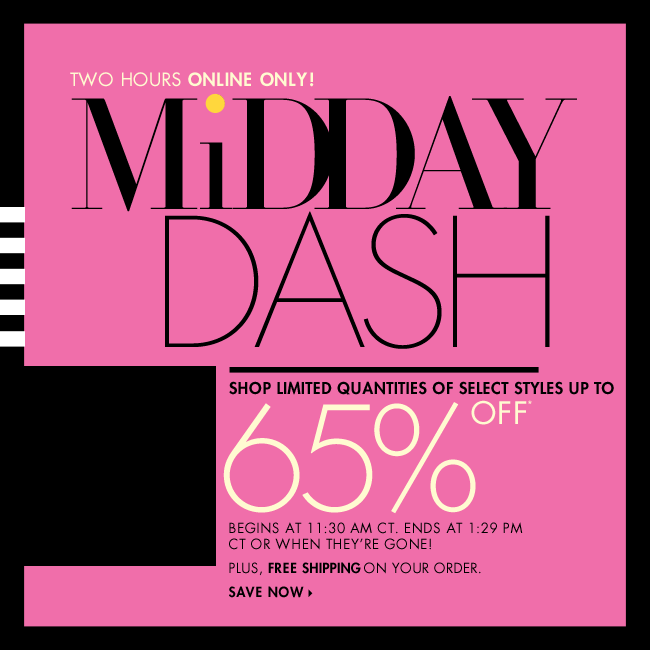 TWO HOURS ONLINE ONLY!
MiDDAY
DASH
SHOP LIMITED QUANTITIES OF SELECT STYLES UP TO
65% OFF*
BEGINS AT 11:30 AM CT. ENDS AT 1:29 PM
CT OR WHEN THEY'RE GONE!
PLUS, FREE SHIPPING ON YOUR ORDER.
SAVE NOW